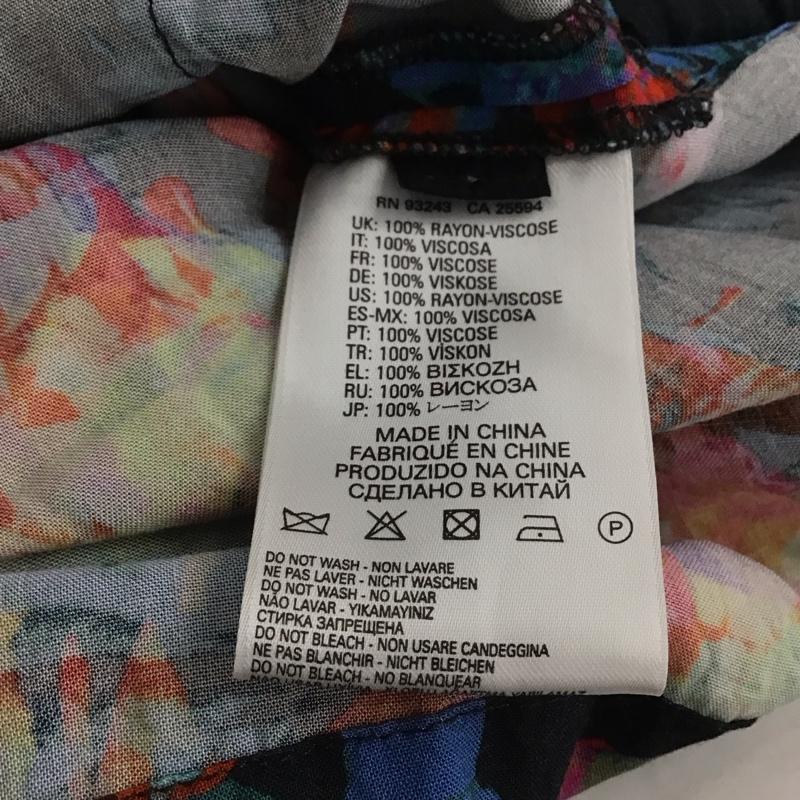 RN 93243 CA 25594
UK: 100% RAYON-VISCOSE
IT: 100% VISCOSA
FR: 100% VISCOSE
DE: 100% VISKOSE
US: 100% RAYON-VISCOSE
ES-MX: 100% VISCOSA
PT: 100% VISCOSE
TR: 100% VİSKON
EL: 100% ΒΙΣΚΟΖΗ
RU: 100% ВИСКОЗА
JP: 100% レーヨン
MADE IN CHINA
FABRIQUÉ EN CHINE
PRODUZIDO NA CHINA
СДЕЛАНО В КИТАЙ
P
DO NOT WASH - NON LAVARE
NE PAS LAVER - NICHT WASCHEN
DO NOT WASH - NO LAVAR
NÃO LAVAR - YIKAMAYINIZ
СТИРКА ЗАПРЕЩЕНА
DO NOT BLEACH - NON USARE CANDEGGINA
NE PAS BLANCHIR - NICHT BLEICHEN
DO NOT BLEACH - NO BLANQUEAR